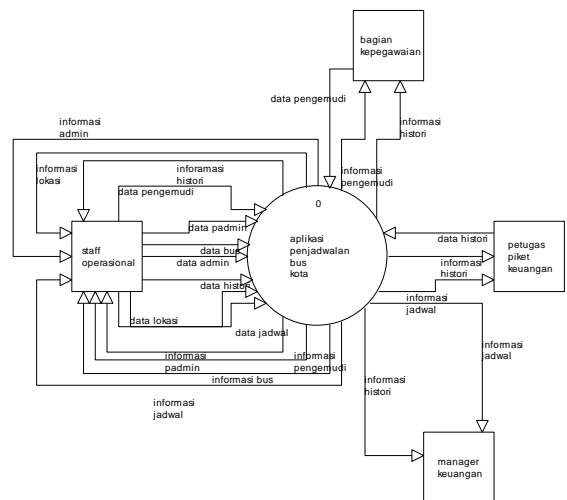 bagian
kepegawaian
data pengemudi
informasi
admin
informasi
histori
informasi
lokasi
inforamasi
histori
data pengemudi
informasi
pengemudi
0
data padmin
staff
operasional
data bus
data admin
aplikasi
penjadwalan
bus
kota
data histori
petugas
piket
keuangan
informasi
histori
data histori
informasi
jadwal
data lokasi
data jadwal
informasi
jadwal
informasi
padmin
informasi
pengemudi
informasi bus
informasi
histori
informasi
jadwal
manager
keuangan